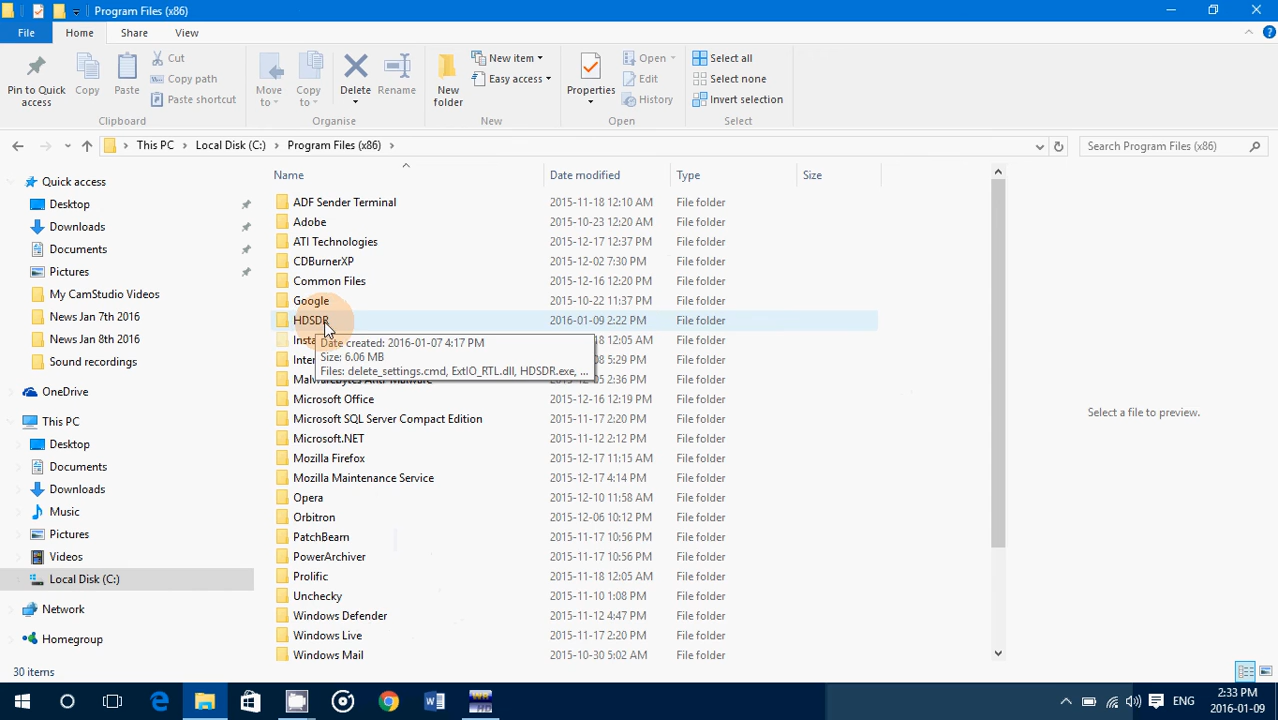 Program Files (x86)
File
Home
Share
View
Pin to Quick access
Copy
Paste
Cut
Copy path
Paste shortcut
Clipboard
Move to
Copy to
Delete
Rename
Organise
New folder
New item
Easy access
New
Properties
Open
Edit
History
Open
Select all
Select none
Invert selection
Select
This PC > Local Disk (C:) > Program Files (x86) >
Search Program Files (x86)
Quick access
Desktop
Downloads
Documents
Pictures
My CamStudio Videos
News Jan 7th 2016
News Jan 8th 2016
Sound recordings
OneDrive
This PC
Desktop
Documents
Downloads
Music
Pictures
Videos
Local Disk (C:)
Network
Homegroup
Name Date modified Type Size
ADF Sender Terminal 2015-11-18 12:10 AM File folder
Adobe 2015-10-23 12:20 AM File folder
ATI Technologies 2015-12-17 12:37 PM File folder
CDBurnerXP 2015-12-02 7:30 PM File folder
Common Files 2015-12-16 12:20 PM File folder
Google 2015-10-22 11:37 PM File folder
HDSDR 2016-01-09 2:22 PM File folder
12:05 AM File folder
Date created: 2016-01-07 4:17 PM
Size: 6.06 MB
5:29 PM File folder
Files: delete_settings.cmd, ExtIO_RTL.dll, HDSDR.exe, ...
Malwarebytes Anti-Malware 2:36 PM File folder
Microsoft Office 2015-12-16 12:19 PM File folder
Microsoft SQL Server Compact Edition 2015-11-17 2:20 PM File folder
Microsoft.NET 2015-11-12 2:12 PM File folder
Mozilla Firefox 2015-12-17 4:14 PM File folder
Mozilla Maintenance Service 2015-12-17 4:14 PM File folder
Opera 2015-12-10 11:58 AM File folder
Orbitron 2015-12-06 10:12 PM File folder
PatchBeam 2015-11-17 10:56 PM File folder
PowerArchiver 2015-11-17 10:56 PM File folder
Prolific 2015-11-18 12:05 AM File folder
Unchecky 2015-11-10 1:08 PM File folder
Windows Defender 2015-11-12 4:47 PM File folder
Windows Live 2015-11-17 2:20 PM File folder
Windows Mail 2015-10-30 5:02 AM File folder
Select a file to preview.
30 items
ENG
2:33 PM
2016-01-09